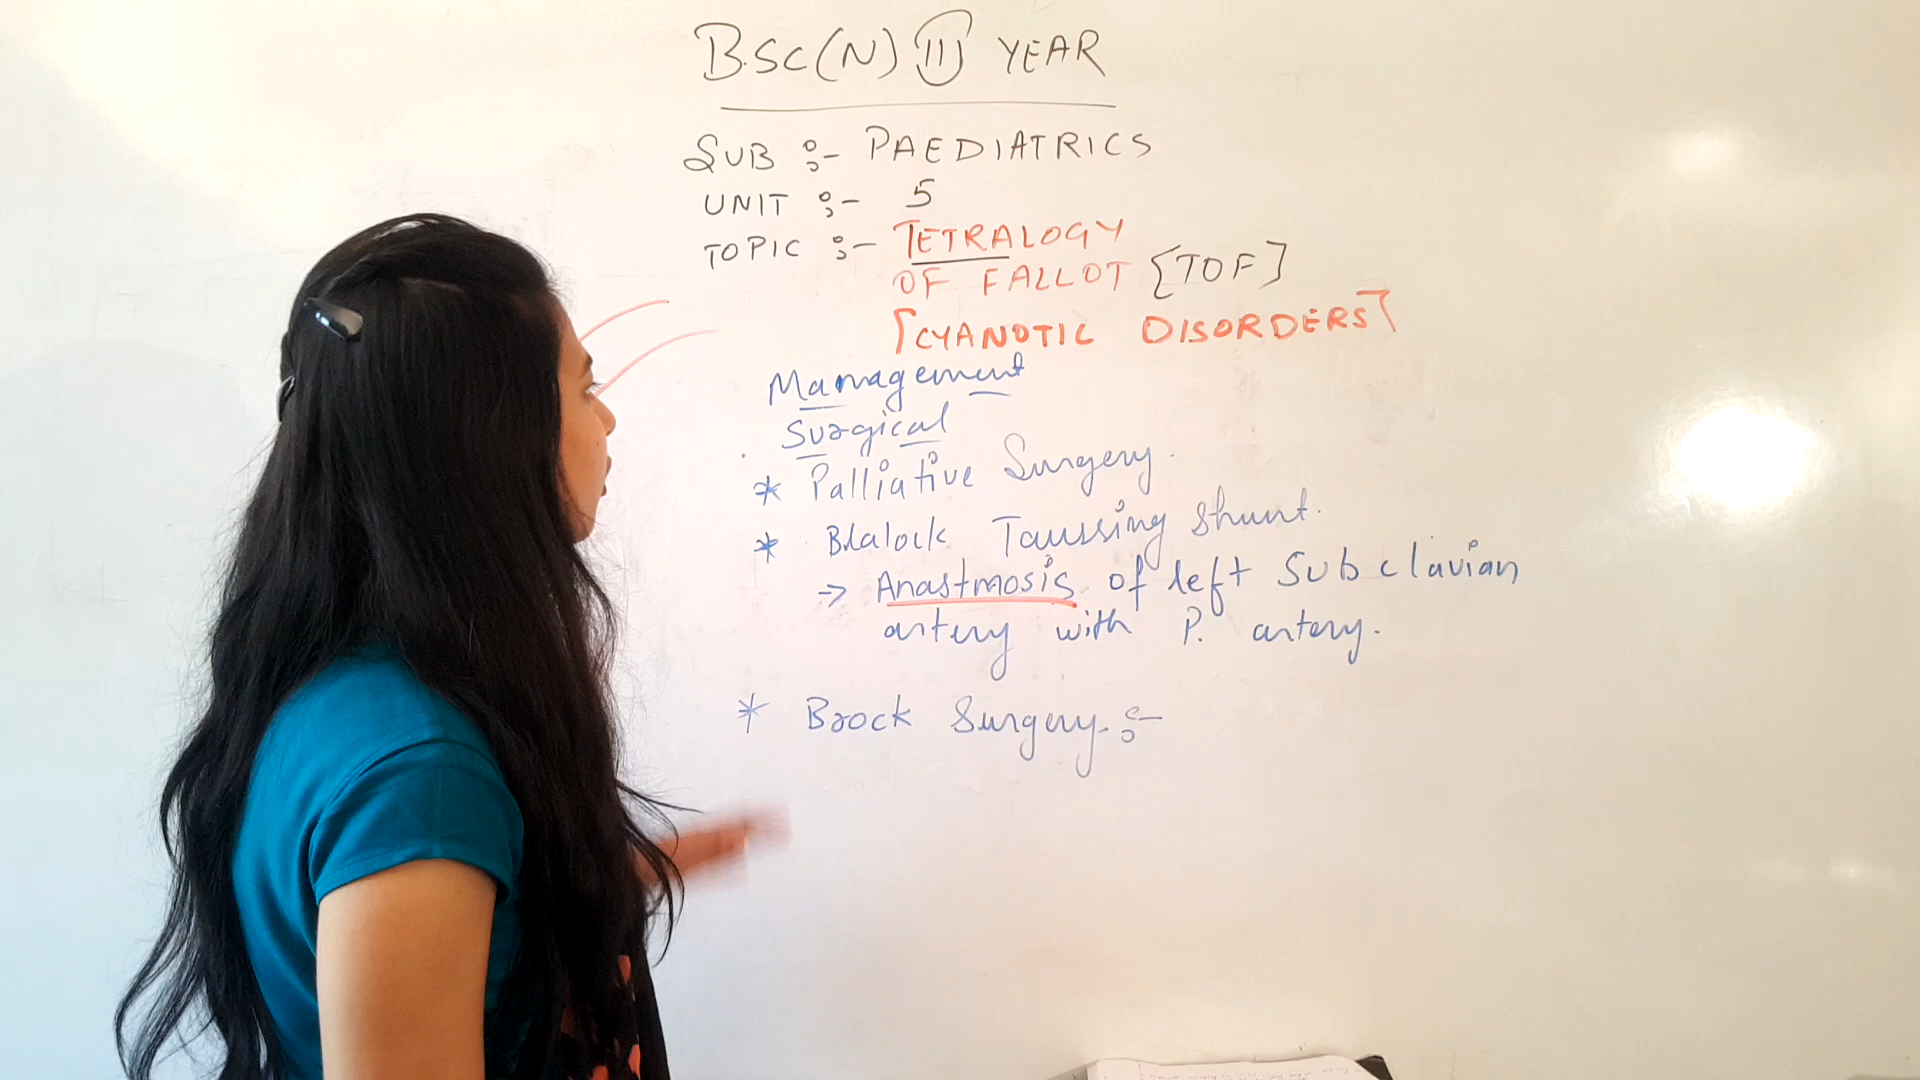 B.SC(N) III YEAR
SUB :- PAEDIATRICS
UNIT :- 5
TOPIC :- TETRALOGY
OF FALLOT [TOF]
[CYANOTIC DISORDERS]
Management
Surgical
* Palliative Surgery.
* Blalock Taussing Shunt.
→ Anastmosis of left Subclavian
artery with P. artery.
* Brock Surgery :-